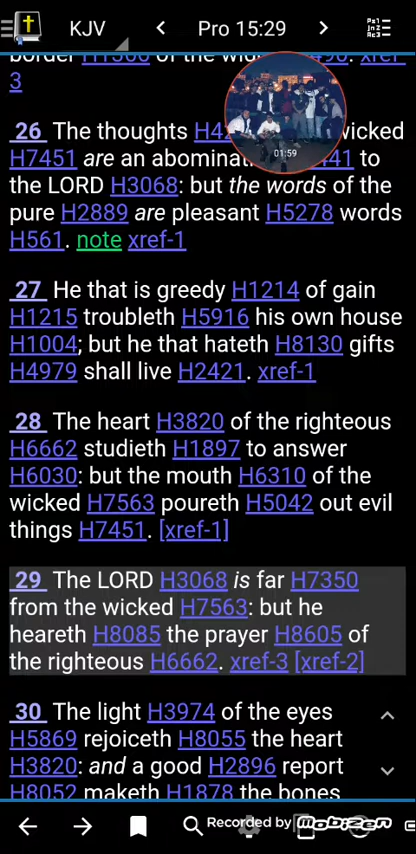 KJV
Pro 15:29
3
26 The thoughts wicked
H7451 are an to
the LORD H3068: but the words of the
pure H2889 are pleasant H5278 words
H561. note xref-1
01:59
27 He that is greedy H1214 of gain
H1215 troubleth H5916 his own house
H1004; but he that hateth H8130 gifts
H4979 shall live H2421. xref-1
28 The heart H3820 of the righteous
H6662 studieth H1897 to answer
H6030: but the mouth H6310 of the
wicked H7563 poureth H5042 out evil
things H7451. [xref-1]
29 The LORD H3068 is far H7350
from the wicked H7563: but he
heareth H8085 the prayer H8605 of
the righteous H6662. xref-3 [xref-2]
30 The light H3974 of the eyes
H5869 rejoiceth H8055 the heart
H3820: and a good H2896 report
H8052 maketh H1878 the bones
Recorded by mobizen